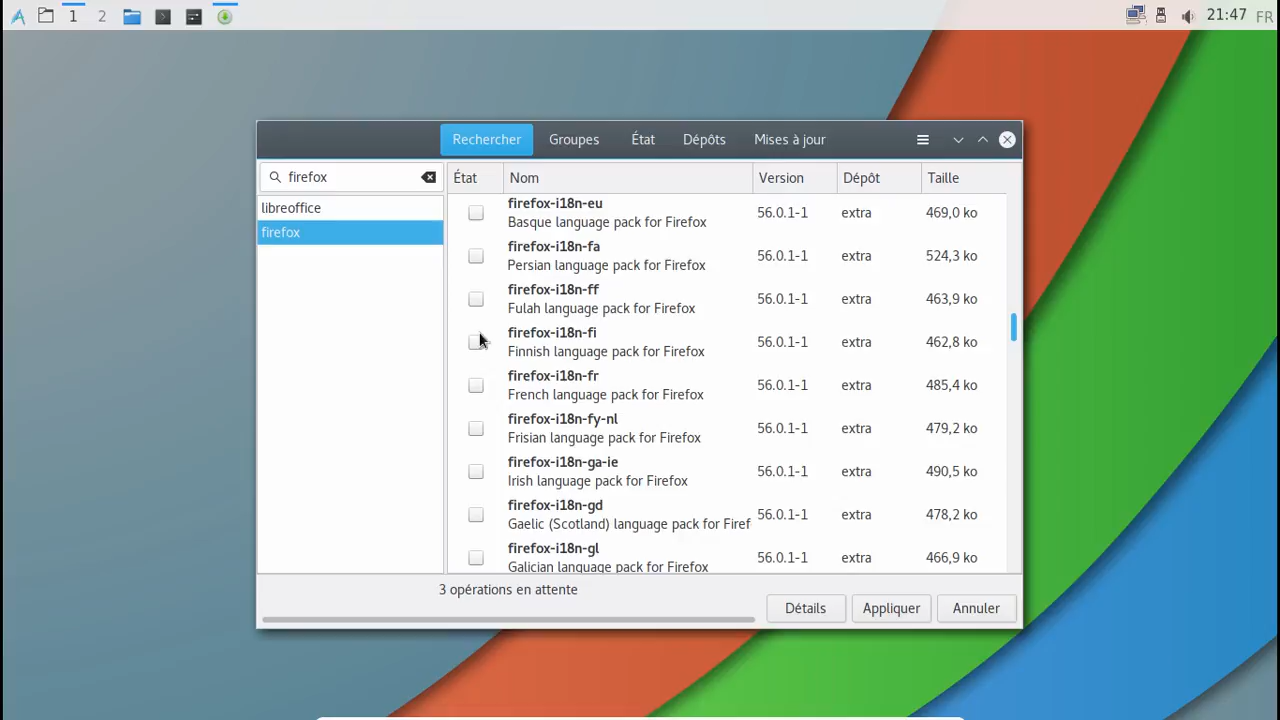 1 2 21:47 FR
Rechercher Groupes État Dépôts Mises à jour
firefox
libreoffice
firefox
État Nom Version Dépôt Taille
firefox-i18n-eu
Basque language pack for Firefox 56.0.1-1 extra 469,0 ko
firefox-i18n-fa
Persian language pack for Firefox 56.0.1-1 extra 524,3 ko
firefox-i18n-ff
Fulah language pack for Firefox 56.0.1-1 extra 463,9 ko
firefox-i18n-fi
Finnish language pack for Firefox 56.0.1-1 extra 462,8 ko
firefox-i18n-fr
French language pack for Firefox 56.0.1-1 extra 485,4 ko
firefox-i18n-fy-nl
Frisian language pack for Firefox 56.0.1-1 extra 479,2 ko
firefox-i18n-ga-ie
Irish language pack for Firefox 56.0.1-1 extra 490,5 ko
firefox-i18n-gd
Gaelic (Scotland) language pack for Firef 56.0.1-1 extra 478,2 ko
firefox-i18n-gl
Galician language pack for Firefox 56.0.1-1 extra 466,9 ko
3 opérations en attente
Détails Appliquer Annuler